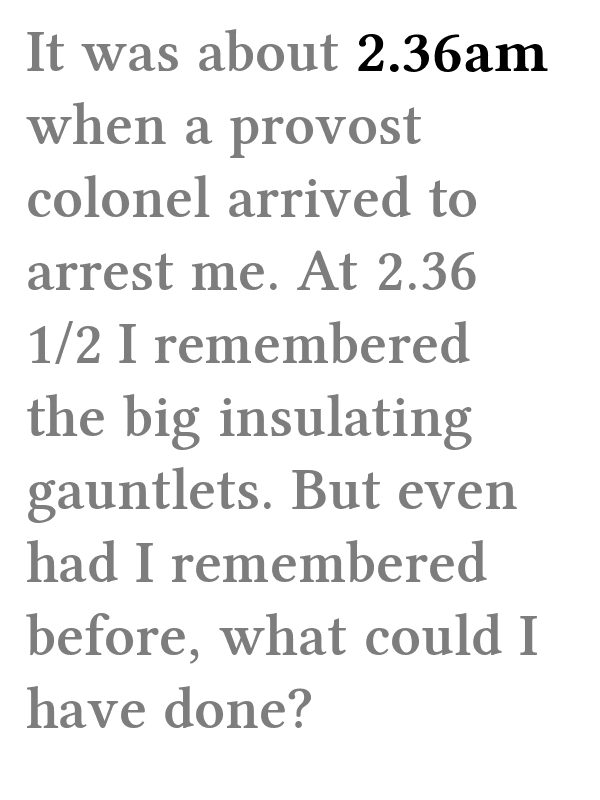 It was about 2.36am
when a provost
colonel arrived to
arrest me. At 2.36
1/2 I remembered
the big insulating
gauntlets. But even
had I remembered
before, what could I
have done?